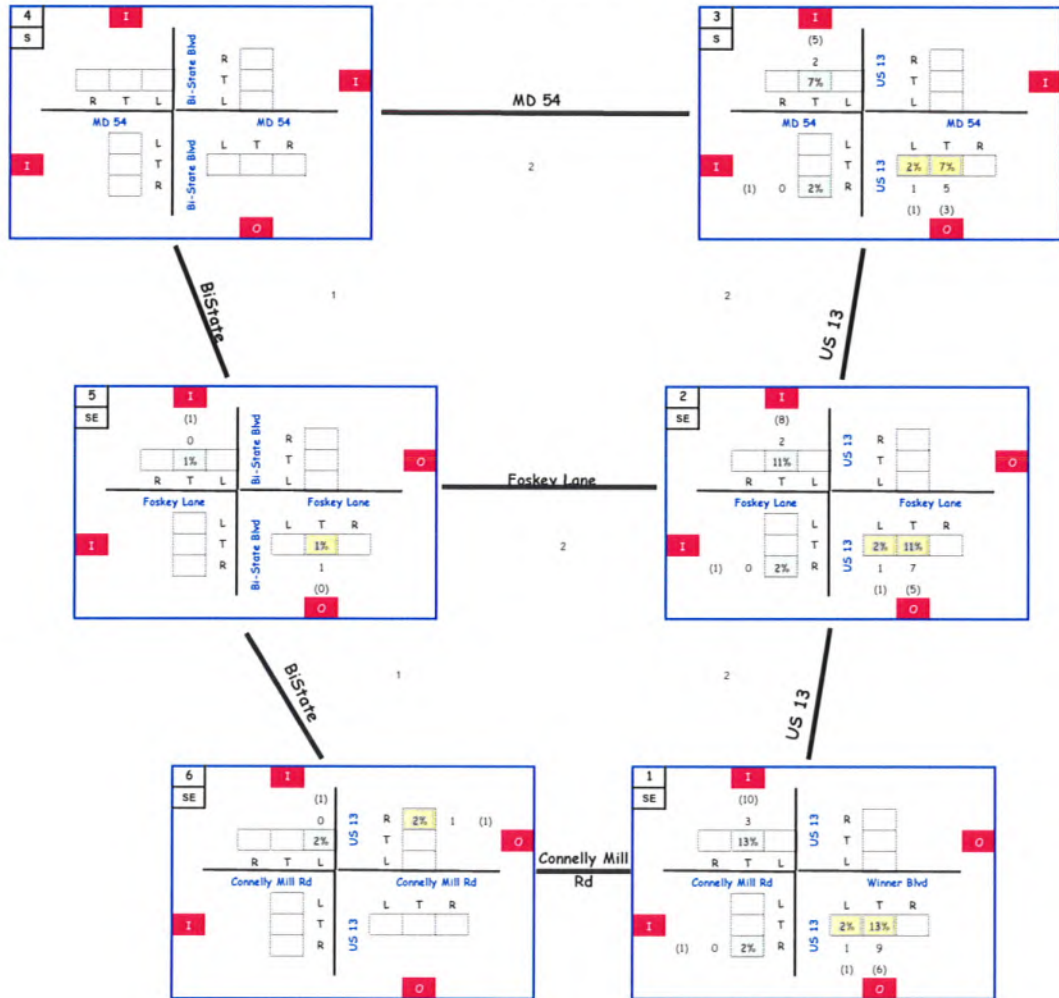 4
S
I
Bi-State Blvd
R
T
L
I
R T L
MD 54
MD 54
I
L
T
R
Bi-State Blvd
L T R
O
MD 54
2
3
S
I
(5)
2
7%
US 13
R
T
L
I
R T L
MD 54
MD 54
I
L
T
(1) 0 2% R
US 13
L T R
2% 7%
1 5
(1) (3)
O
BiState
1
2
US 13
5
SE
I
(1)
0
1%
Bi-State Blvd
R
T
L
O
R T L
Foskey Lane
Foskey Lane
I
L
T
R
Bi-State Blvd
L T R
1%
1
(0)
O
Foskey Lane
2
2
SE
I
(8)
2
11%
US 13
R
T
L
O
R T L
Foskey Lane
Foskey Lane
I
L
T
(1) 0 2% R
US 13
L T R
2% 11%
1 7
(1) (5)
O
BiState
1
2
US 13
6
SE
I
(1)
0
2%
US 13
R 2% 1 (1)
T
L
O
R T L
Connelly Mill Rd
Connelly Mill Rd
I
L
T
R
US 13
L T R
O
Connelly Mill
Rd
1
SE
I
(10)
3
13%
US 13
R
T
L
O
R T L
Connelly Mill Rd
Winner Blvd
I
L
T
(1) 0 2% R
US 13
L T R
2% 13%
1 9
(1) (6)
O